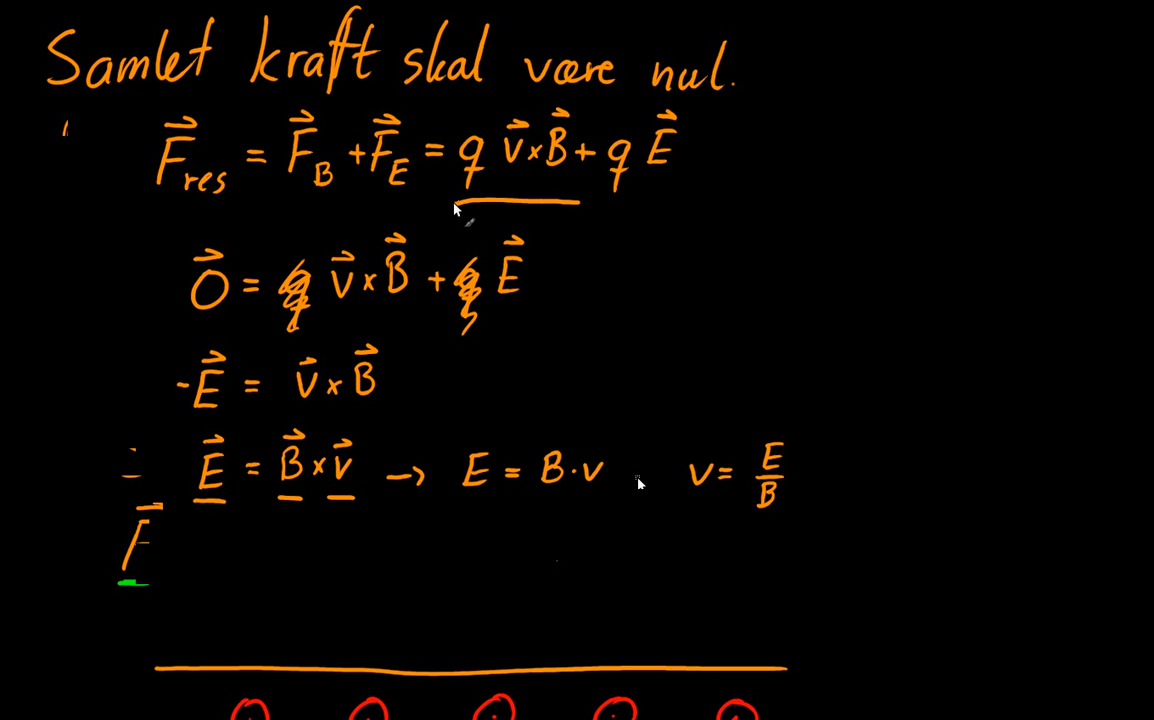 Samlet kraft skal være nul.
F⃗res = F⃗B + F⃗E = q v⃗ × B⃗ + q E⃗
0⃗ = q v⃗ × B⃗ + q E⃗
-E⃗ = v⃗ × B⃗
E⃗ = B⃗ × v⃗ → E = B · v v = E/B